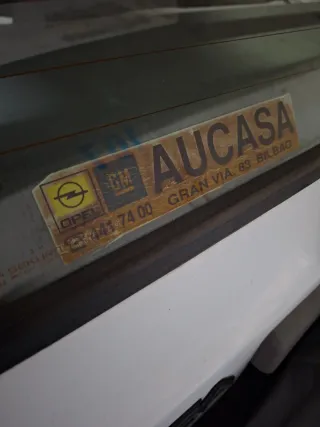 AUCASA
GM
OPEL
GRAN VIA. 83 BILBAO
☎ 441 74 00